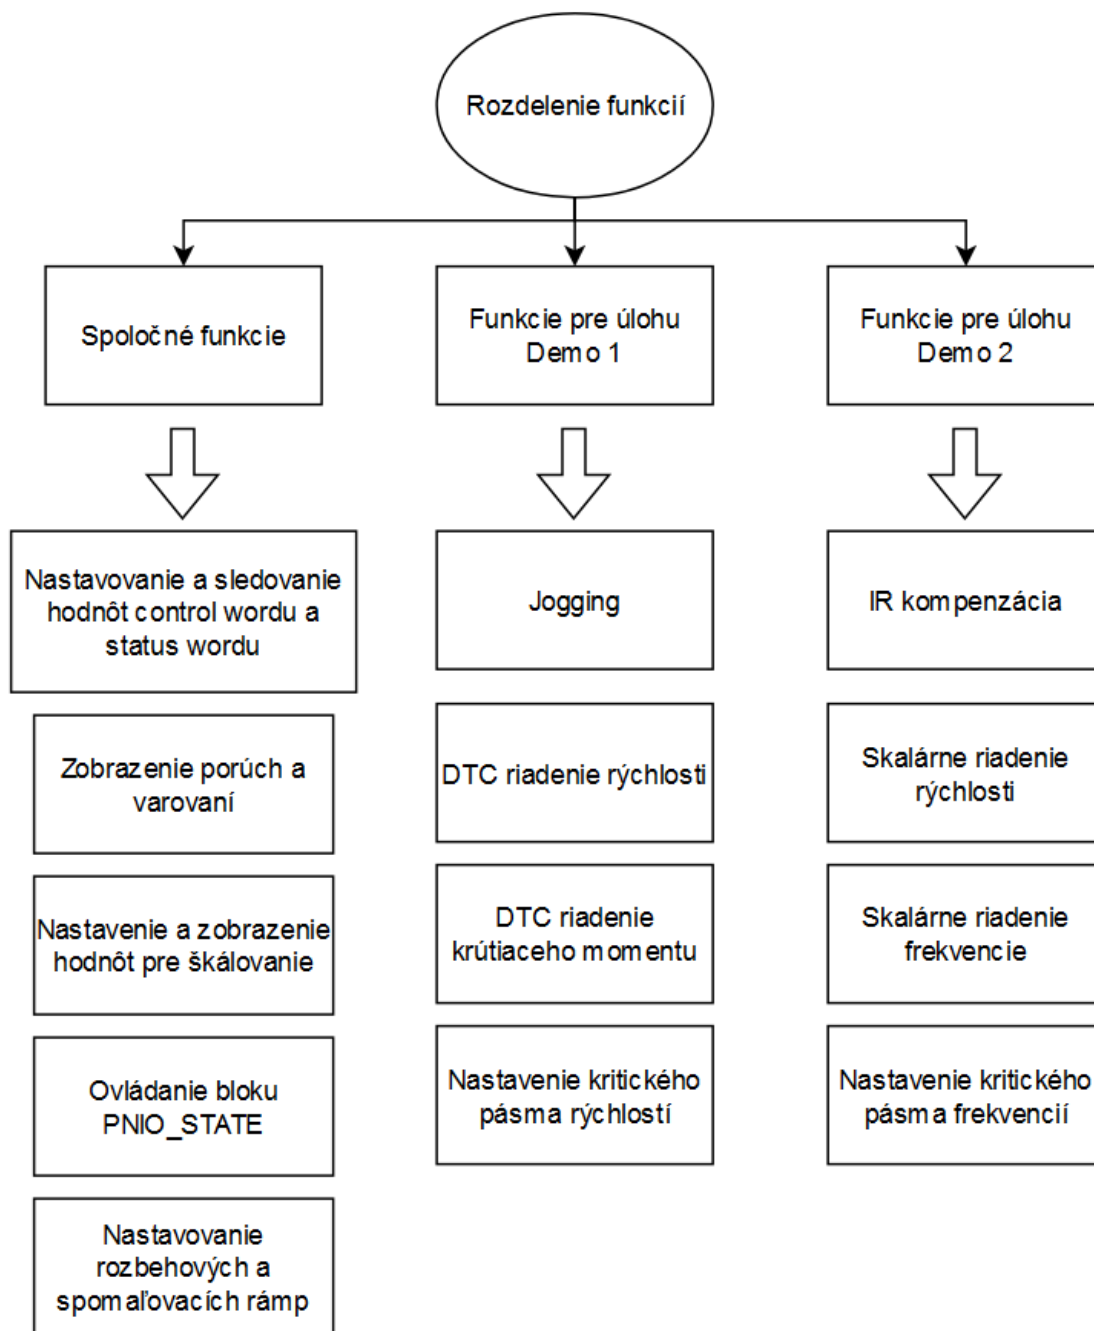 Rozdelenie funkcií
Spoločné funkcie
Funkcie pre úlohu
Demo 1
Funkcie pre úlohu
Demo 2
Nastavovanie a sledovanie
hodnôt control wordu a
status wordu
Zobrazenie porúch a
varovaní
Nastavenie a zobrazenie
hodnôt pre škálovanie
Ovládanie bloku
PNIO_STATE
Nastavovanie
rozbehových a
spomaľovacích rámp
Jogging
DTC riadenie rýchlosti
DTC riadenie
krútiaceho momentu
Nastavenie kritického
pásma rýchlostí
IR kompenzácia
Skalárne riadenie
rýchlosti
Skalárne riadenie
frekvencie
Nastavenie kritického
pásma frekvencií